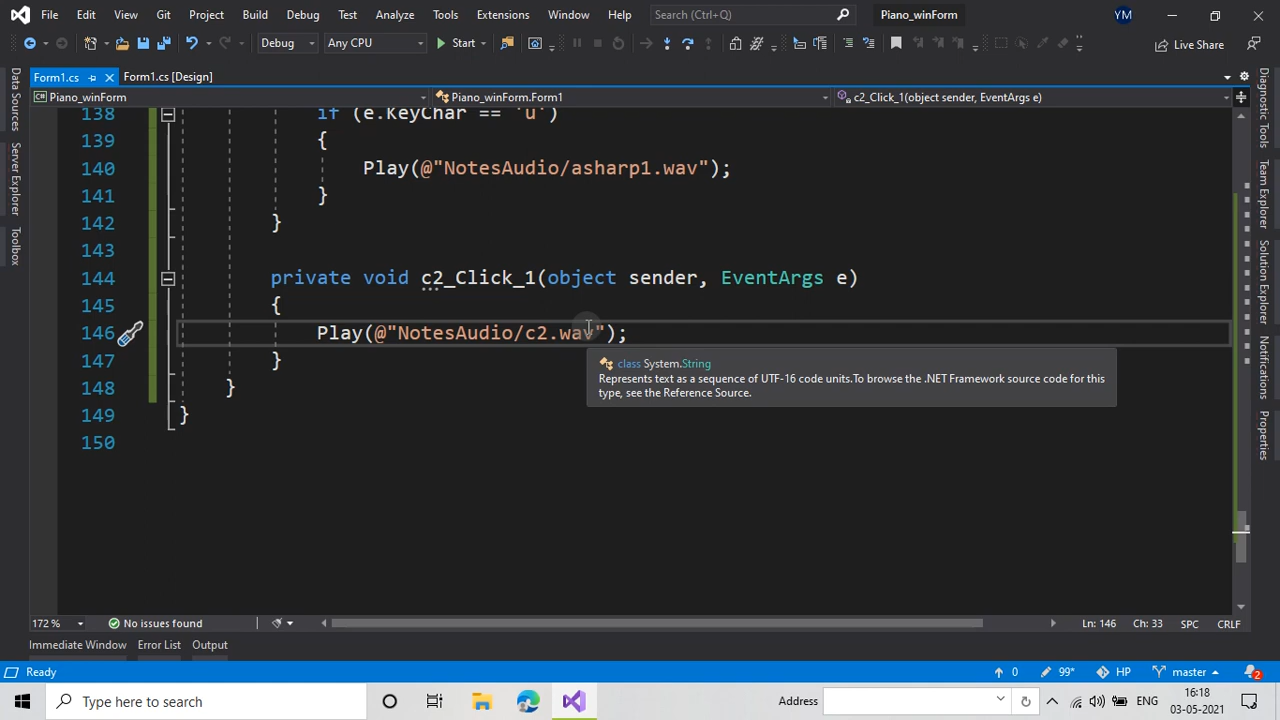 File Edit View Git Project Build Debug Test Analyze Tools Extensions Window Help Search (Ctrl+Q) Piano_winForm YM
Debug Any CPU Start Live Share
Form1.cs Form1.cs [Design]
Piano_winForm Piano_winForm.Form1 c2_Click_1(object sender, EventArgs e)
Data Sources
Server Explorer
Toolbox
138 if (e.KeyChar == 'u')
139 {
140 Play(@"NotesAudio/asharp1.wav");
141 }
142 }
143
144 private void c2_Click_1(object sender, EventArgs e)
145 {
146 Play(@"NotesAudio/c2.wav");
147 }
148 }
149 }
150
class System.String
Represents text as a sequence of UTF-16 code units.To browse the .NET Framework source code for this
type, see the Reference Source.
Diagnostic Tools
Team Explorer
Solution Explorer
Notifications
Properties
172 % No issues found Ln: 146 Ch: 33 SPC CRLF
Immediate Window Error List Output
Ready 0 99* HP master 2
Type here to search Address ENG 16:18
03-05-2021